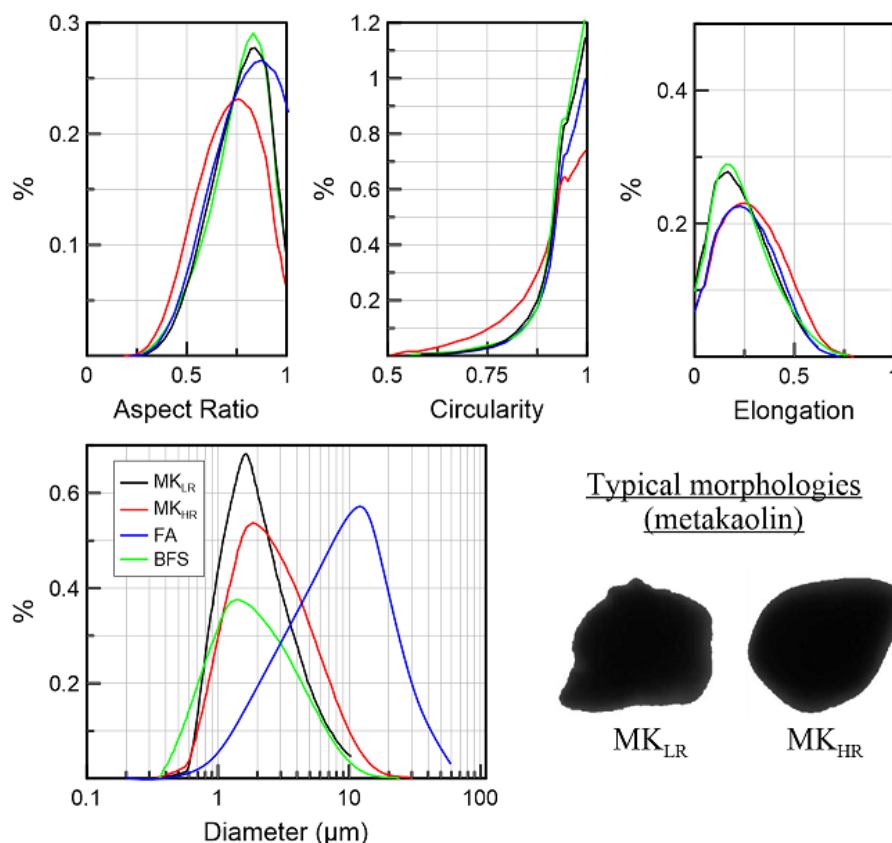 0.3
0.2
0.1
%
0
0.5
1
Aspect Ratio
1.2
1
0.8
0.6
0.4
0.2
%
0.5
0.75
1
Circularity
0.4
0.2
%
0
0.5
1
Elongation
0.6
0.4
0.2
%
MK_LR
MK_HR
FA
BFS
0.1
1
10
100
Diameter (μm)
Typical morphologies
(metakaolin)
MK_LR
MK_HR